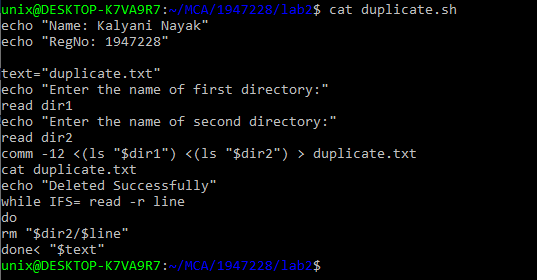 unix@DESKTOP-K7VA9R7:~/MCA/1947228/lab2$ cat duplicate.sh
echo "Name: Kalyani Nayak"
echo "RegNo: 1947228"

text="duplicate.txt"
echo "Enter the name of first directory:"
read dir1
echo "Enter the name of second directory:"
read dir2
comm -12 <(ls "$dir1") <(ls "$dir2") > duplicate.txt
cat duplicate.txt
echo "Deleted Successfully"
while IFS= read -r line
do
rm "$dir2/$line"
done< "$text"
unix@DESKTOP-K7VA9R7:~/MCA/1947228/lab2$